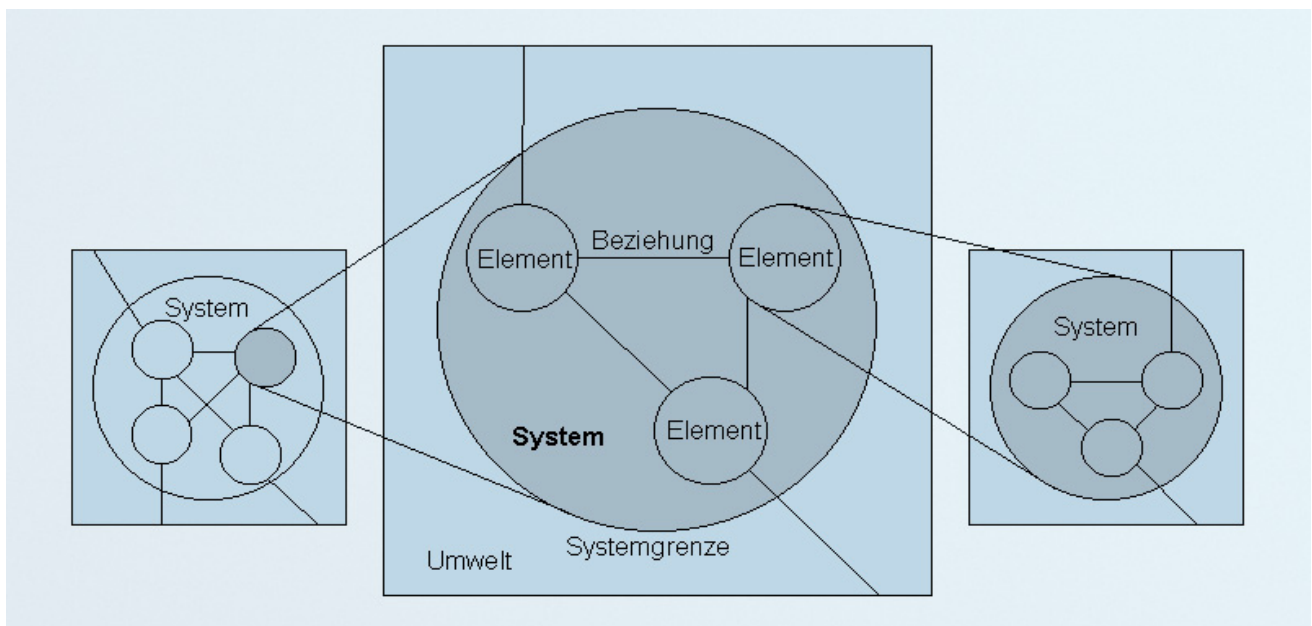 System
Element
Beziehung
Element
Element
System
Systemgrenze
Umwelt
System